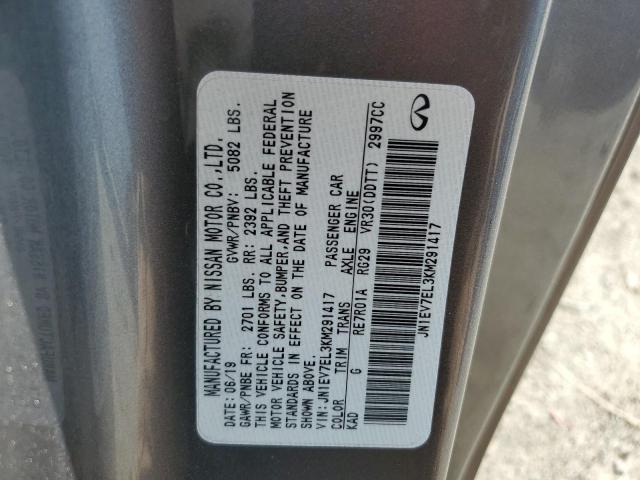 MANUFACTURED BY NISSAN MOTOR CO.,LTD.
DATE: 06/19 GVWR/PNBV: 5082 LBS.
GAWR/PNBE FR: 2701 LBS. RR: 2392 LBS.
THIS VEHICLE CONFORMS TO ALL APPLICABLE FEDERAL
MOTOR VEHICLE SAFETY,BUMPER,AND THEFT PREVENTION
STANDARDS IN EFFECT ON THE DATE OF MANUFACTURE
SHOWN ABOVE.
VIN: JN1EV7EL3KM291417 PASSENGER CAR
COLOR TRIM TRANS AXLE ENGINE
KAD G RE7R01A RG29 VR30(DDTT) 2997CC
JN1EV7EL3KM291417